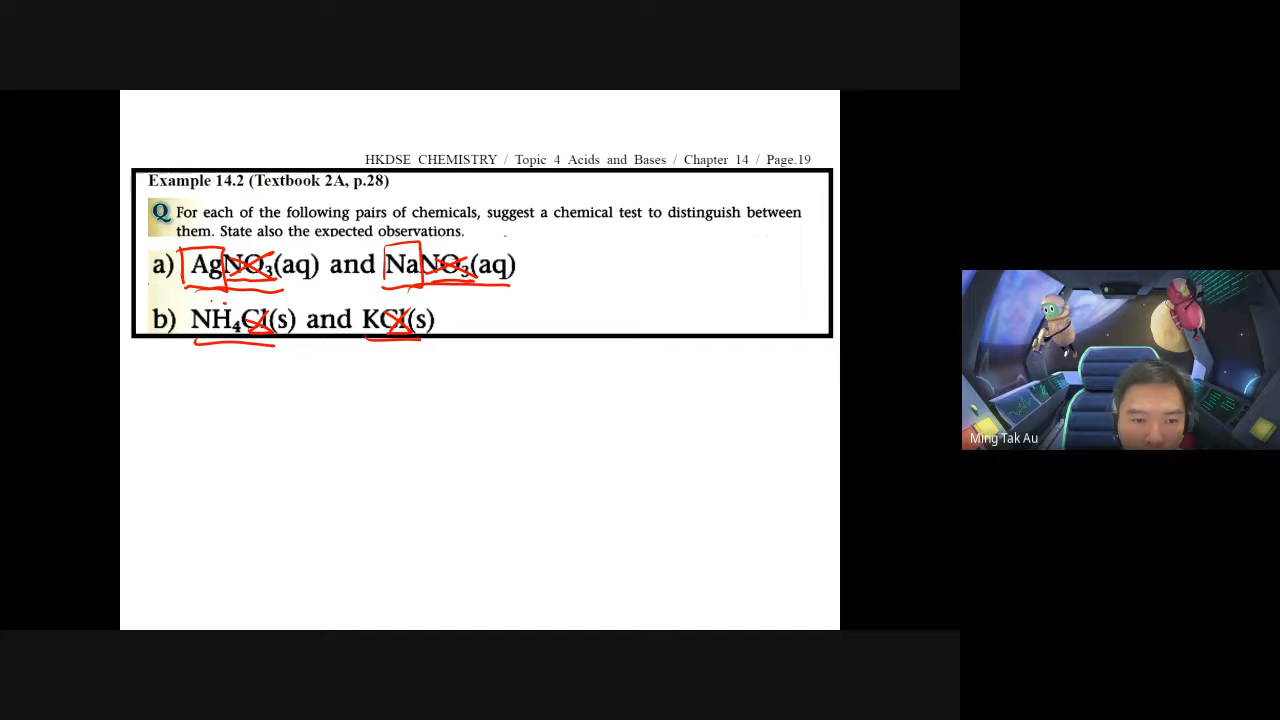 HKDSE CHEMISTRY / Topic 4 Acids and Bases / Chapter 14 / Page.19
Example 14.2 (Textbook 2A, p.28)
Q For each of the following pairs of chemicals, suggest a chemical test to distinguish between
them. State also the expected observations.
a) AgNO₃(aq) and NaNO₃(aq)
b) NH₄Cl(s) and KCl(s)
Ming Tak Au